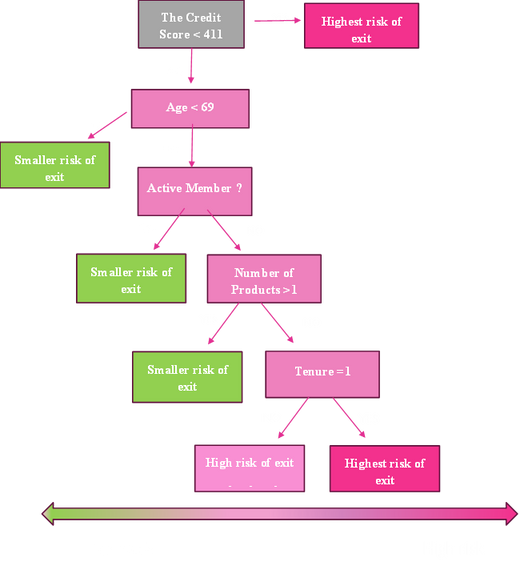 The Credit
Score < 411
Highest risk of
exit
Age < 69
Smaller risk of
exit
Active Member ?
Smaller risk of
exit
Number of
Products >1
Smaller risk of
exit
Tenure =1
High risk of exit
Highest risk of
exit